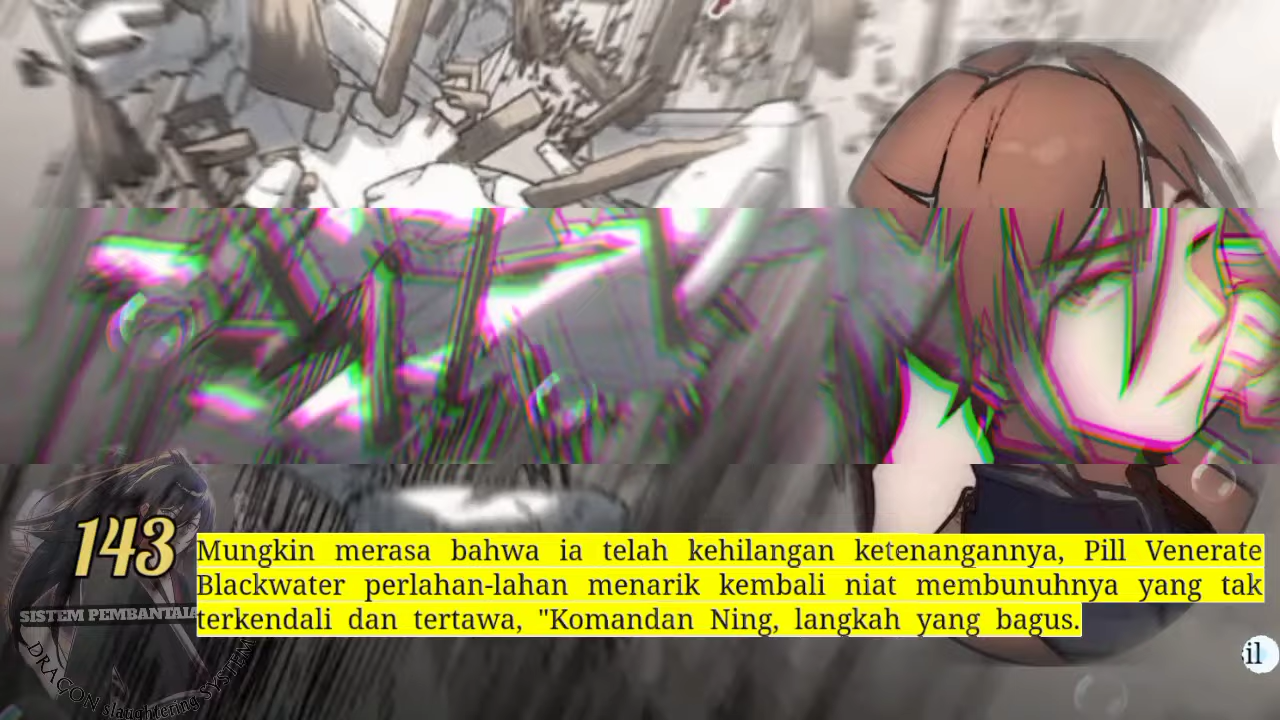 143
SISTEM PEMBANTAIA
DRAGON slaughtering SYSTEM
Mungkin merasa bahwa ia telah kehilangan ketenangannya, Pill Venerate
Blackwater perlahan-lahan menarik kembali niat membunuhnya yang tak
terkendali dan tertawa, "Komandan Ning, langkah yang bagus.
il